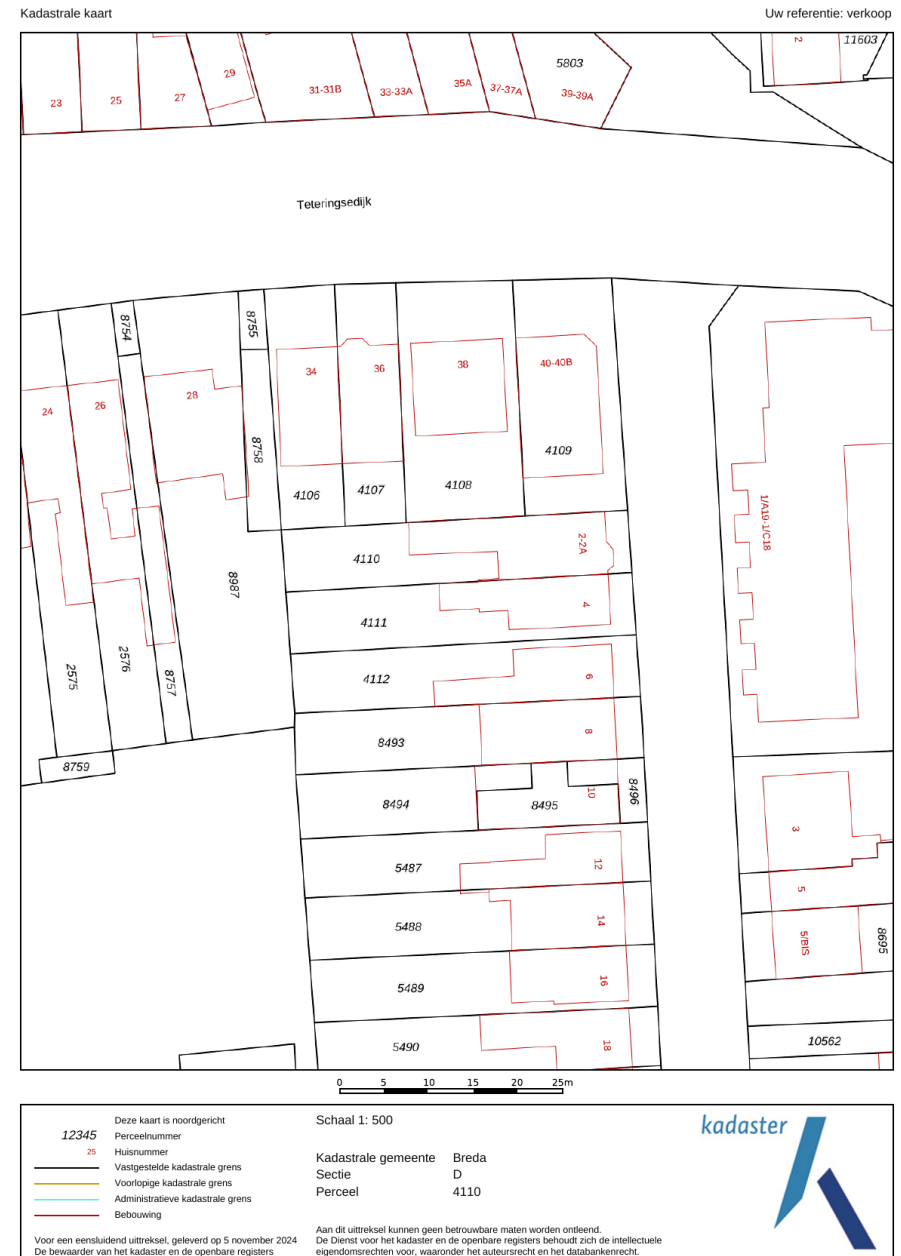 Kadastrale kaart
Uw referentie: verkoop
2
11603
5803
23
25
27
29
31-31B
33-33A
35A
37-37A
39-39A
Teteringsedijk
8754
8755
34
36
38
40-40B
24
26
28
8758
4106
4107
4108
4109
1/A19-1/C18
4110
2-2A
8987
4111
4
2575
2576
8757
4112
6
8493
8
8759
8494
8495
10
8496
3
5487
12
5
5488
14
5/BIS
8695
5489
16
5490
18
10562
0 5 10 15 20 25m
Deze kaart is noordgericht
12345 Perceelnummer
25 Huisnummer
Vastgestelde kadastrale grens
Voorlopige kadastrale grens
Administratieve kadastrale grens
Bebouwing
Voor een eensluidend uittreksel, geleverd op 5 november 2024
De bewaarder van het kadaster en de openbare registers
Schaal 1: 500
Kadastrale gemeente Breda
Sectie D
Perceel 4110
Aan dit uittreksel kunnen geen betrouwbare maten worden ontleend.
De Dienst voor het kadaster en de openbare registers behoudt zich de intellectuele
eigendomsrechten voor, waaronder het auteursrecht en het databankenrecht.
kadaster